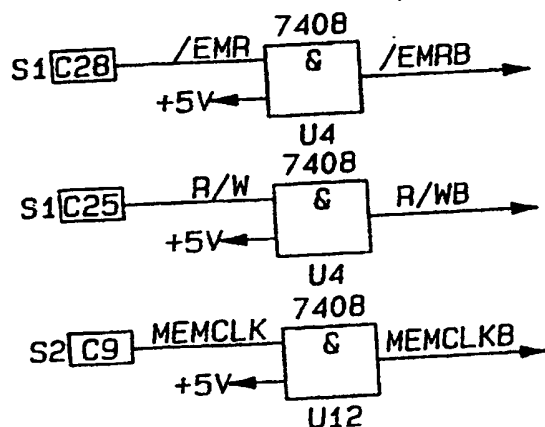 7408
/EMR & /EMRB
S1 C28
+5V
U4
7408
R/W & R/WB
S1 C25
+5V
U4
7408
MEMCLK & MEMCLKB
S2 C9
+5V
U12